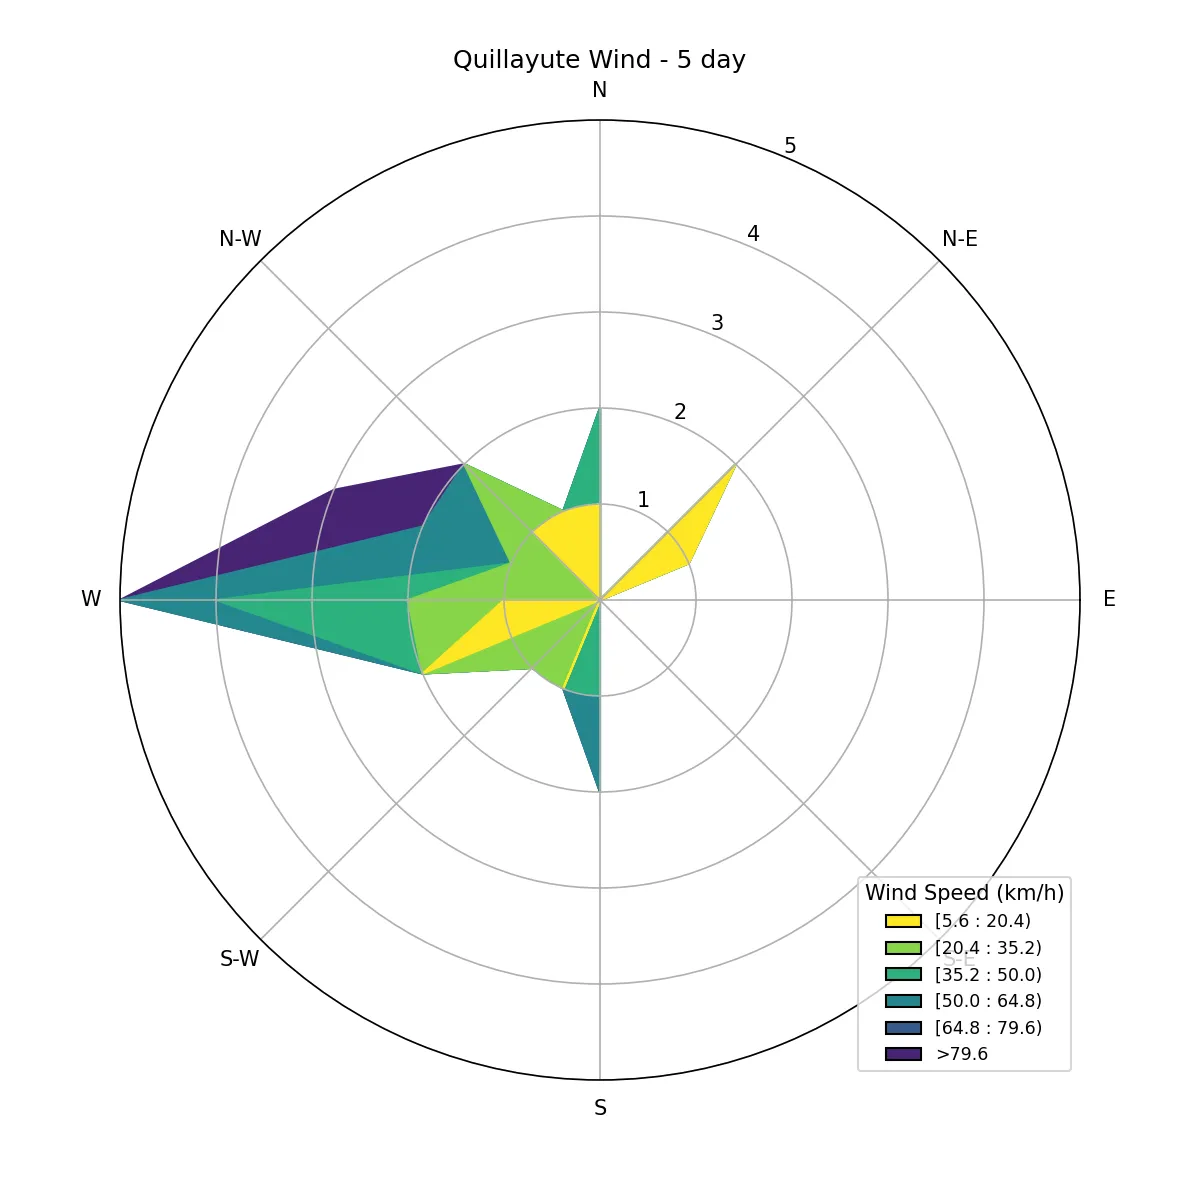 Quillayute Wind - 5 day
N
5
N-W
4
N-E
3
2
1
W
E
Wind Speed (km/h)
[5.6 : 20.4)
[20.4 : 35.2)
S-W
S-E
[35.2 : 50.0)
[50.0 : 64.8)
[64.8 : 79.6)
>79.6
S